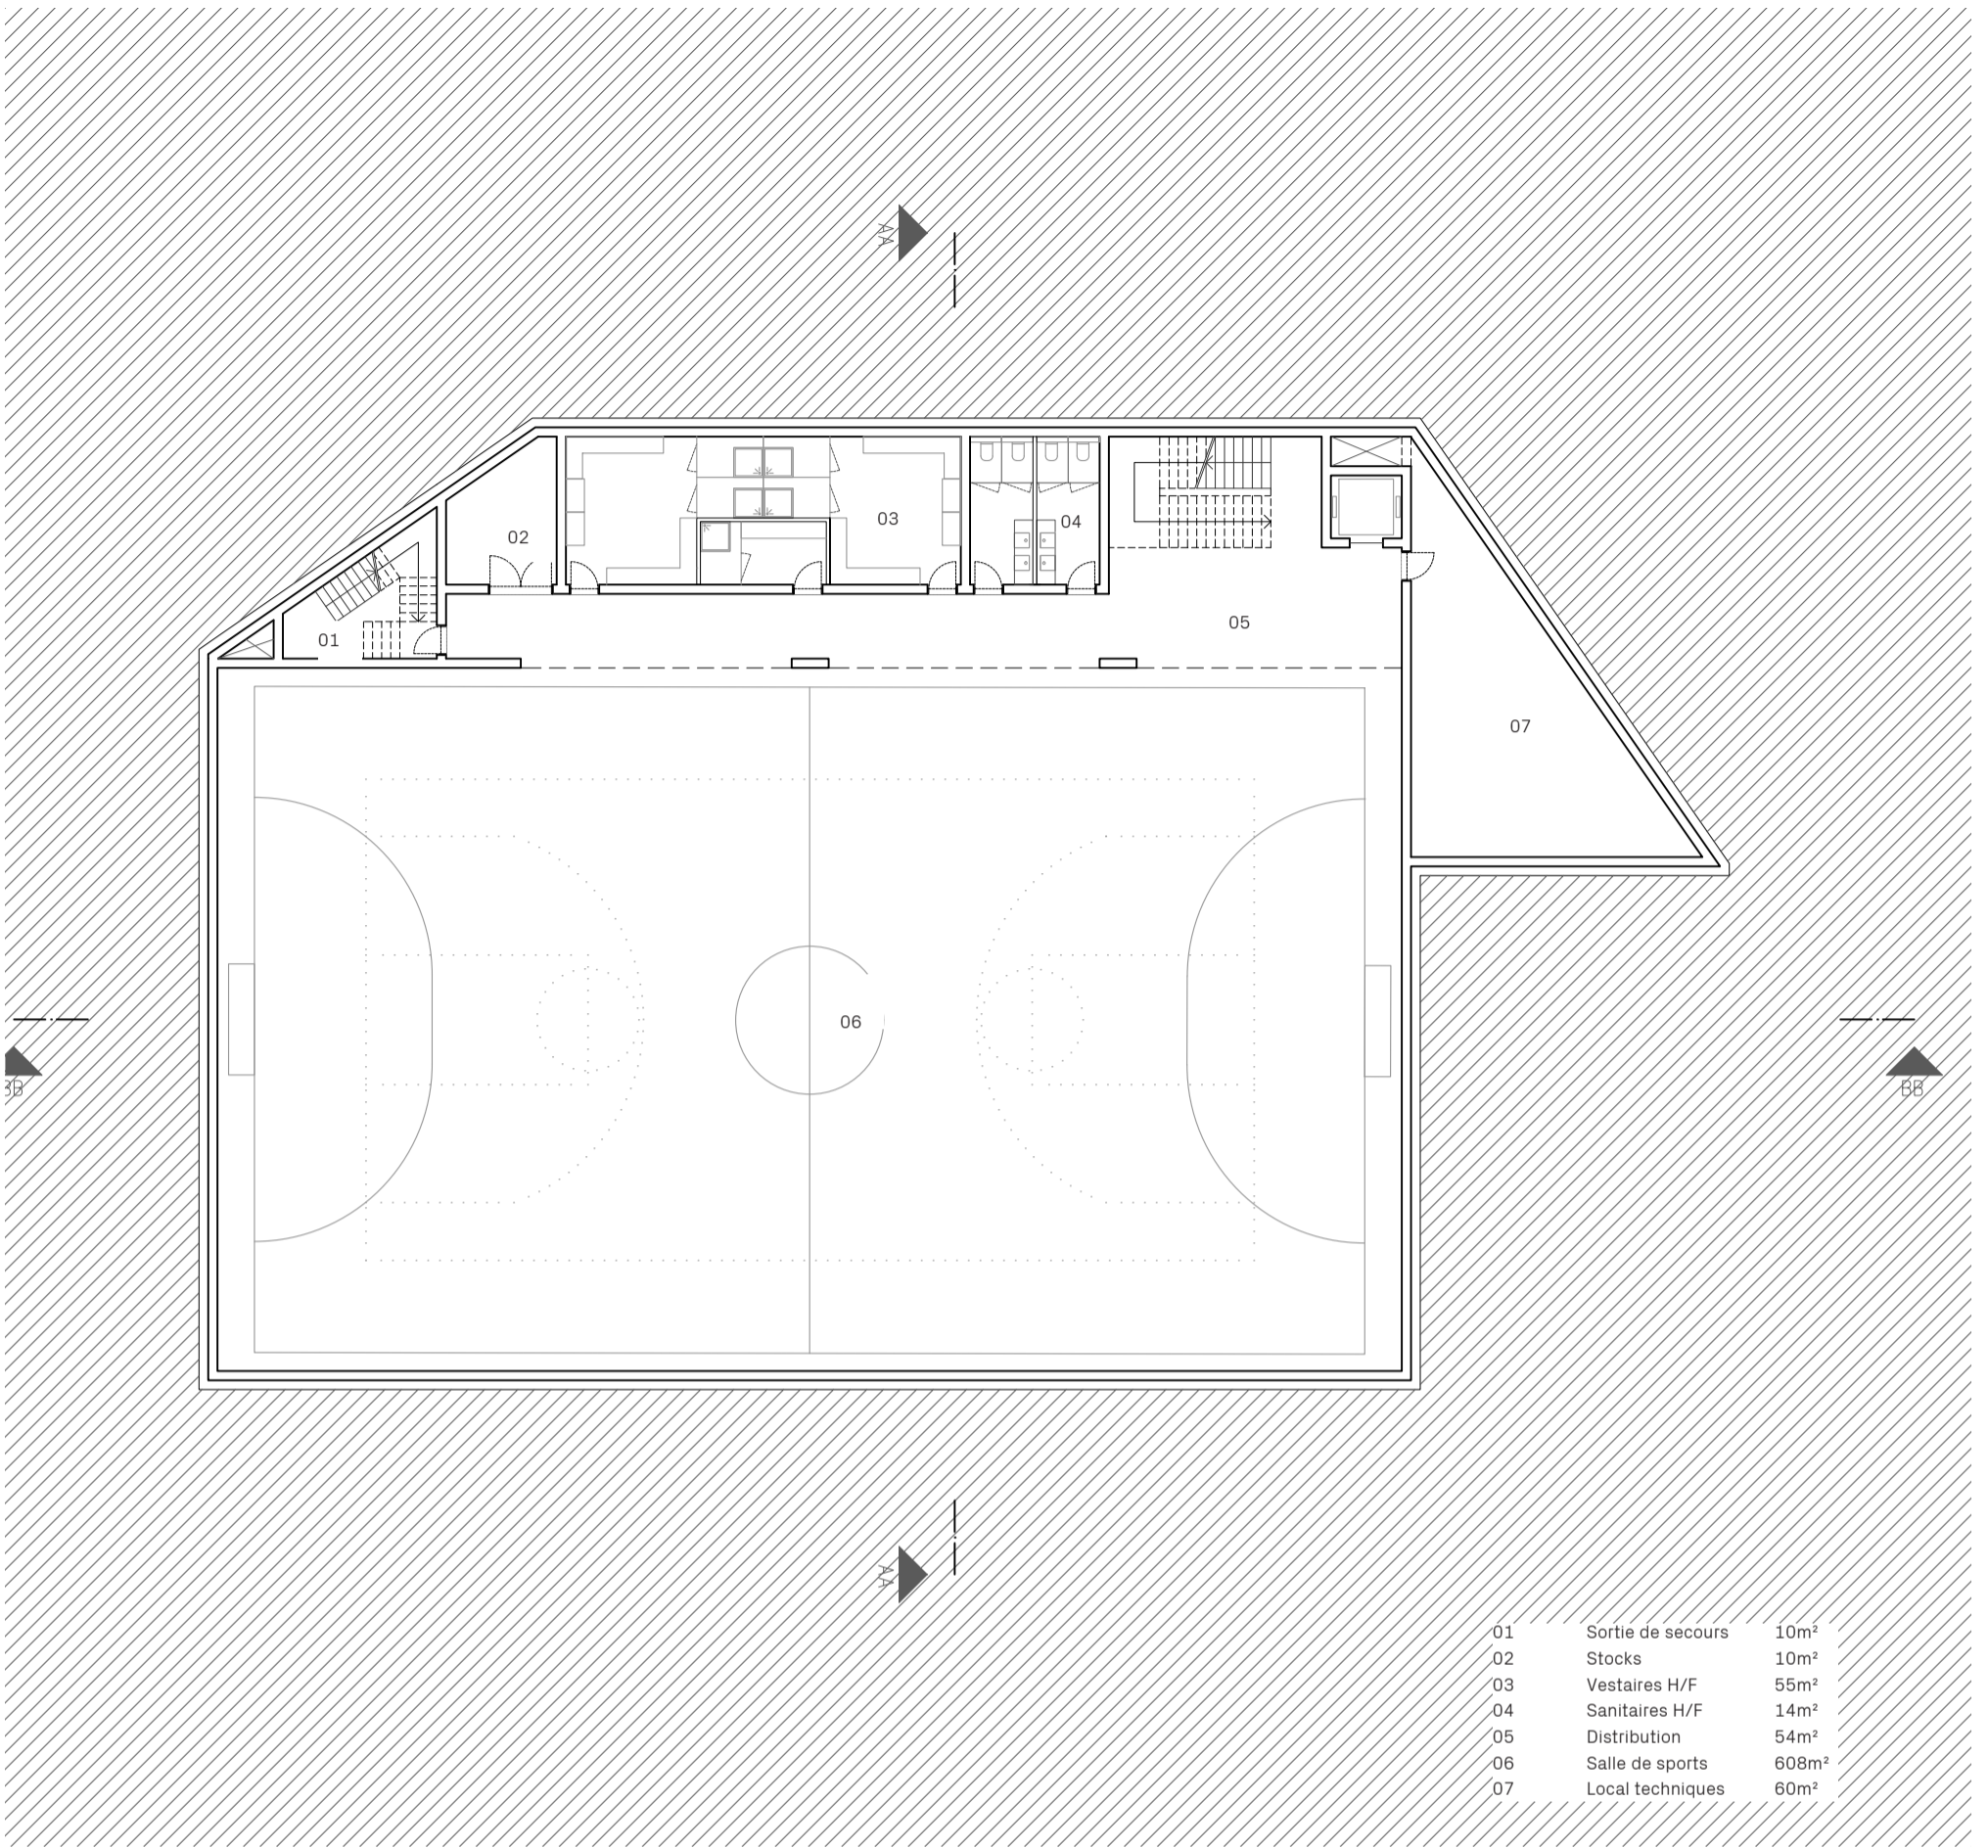 AA
03
02
04
05
01
07
06
BB
BB
AA
01 Sortie de secours 10m²
02 Stocks 10m²
03 Vestiaires H/F 55m²
04 Sanitaires H/F 14m²
05 Distribution 54m²
06 Salle de sports 608m²
07 Local techniques 60m²